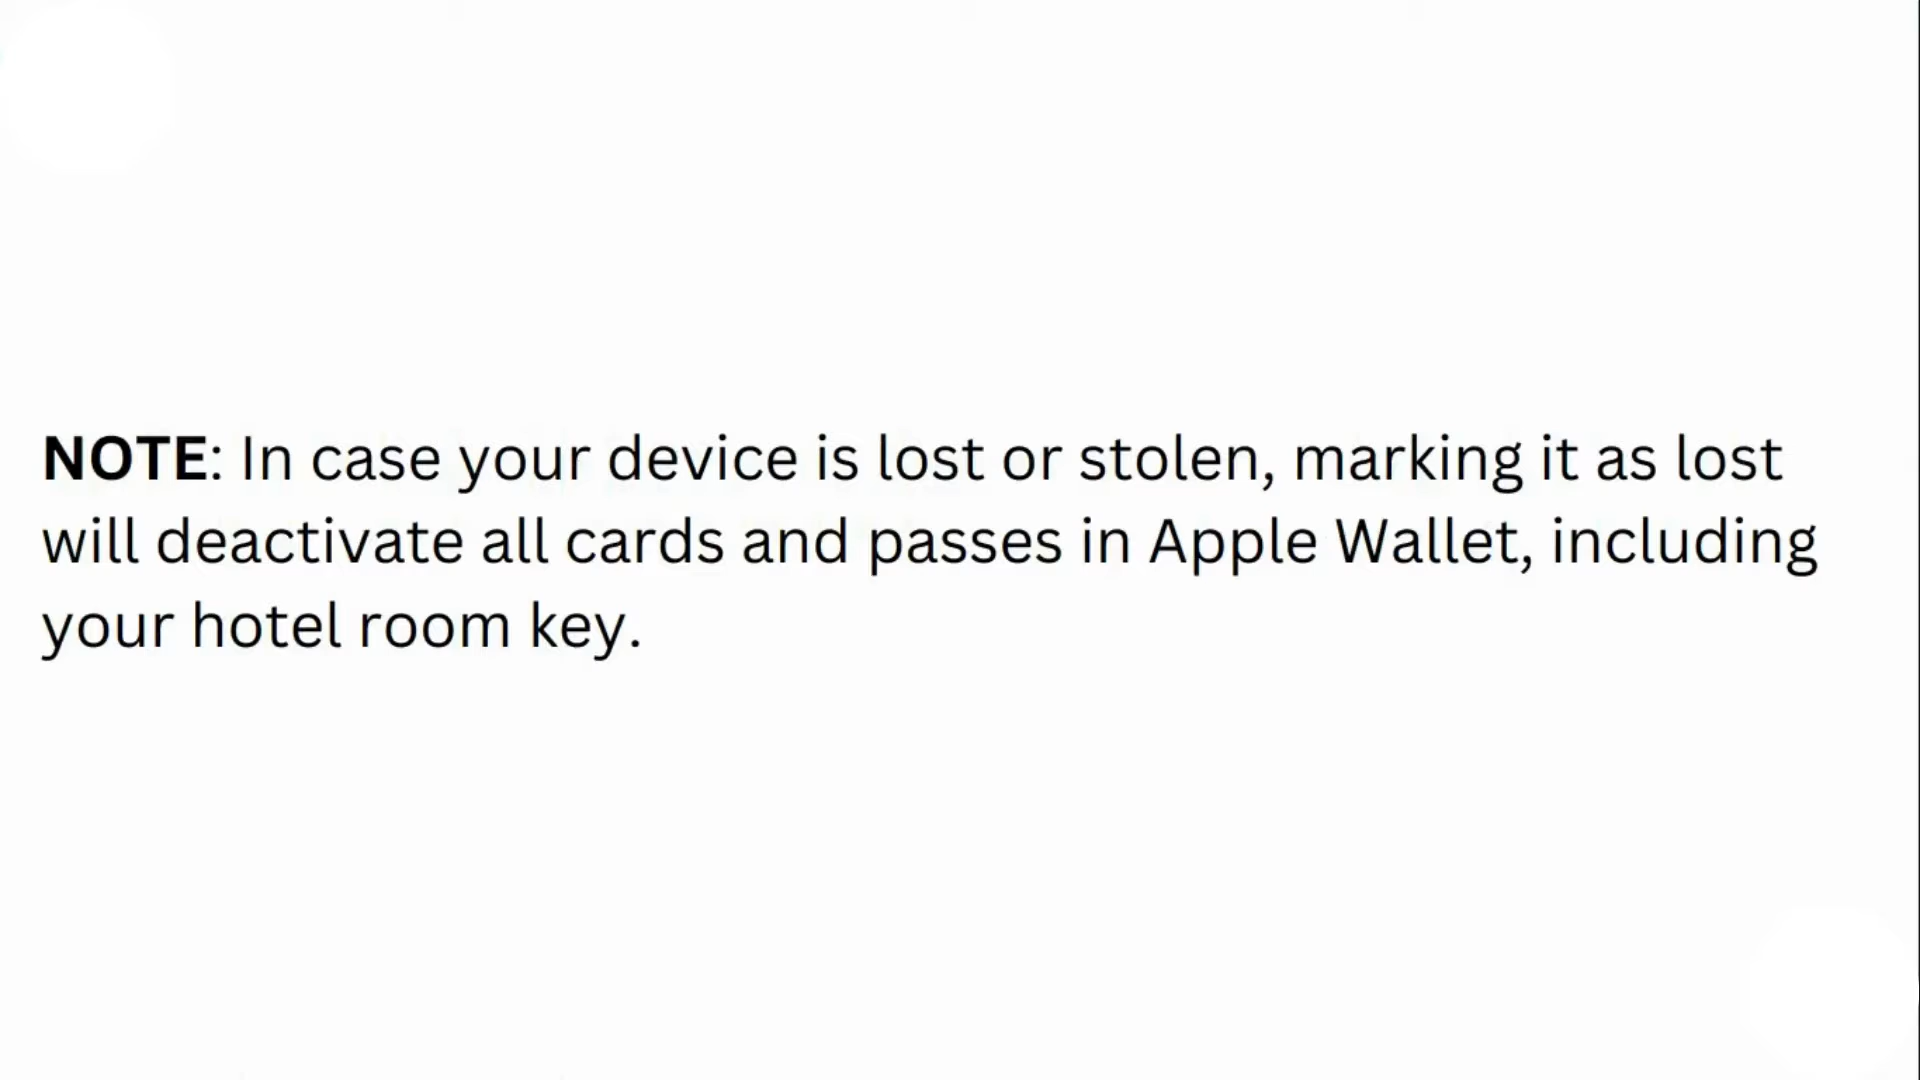 NOTE: In case your device is lost or stolen, marking it as lost
will deactivate all cards and passes in Apple Wallet, including
your hotel room key.